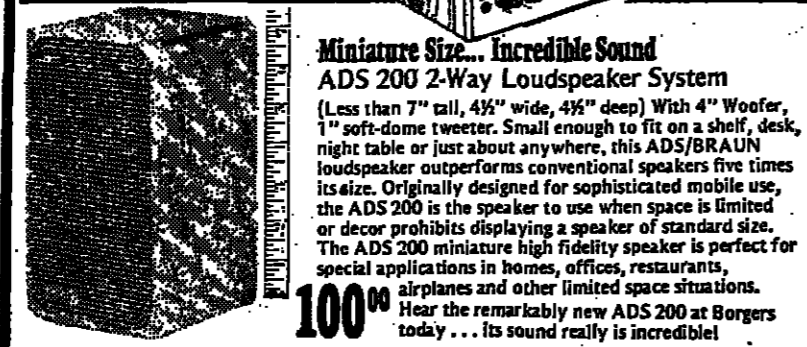 Miniature Size... Incredible Sound
ADS 200 2-Way Loudspeaker System
(Less than 7" tall, 4½" wide, 4½" deep) With 4" Woofer,
1" soft-dome tweeter. Small enough to fit on a shelf, desk,
night table or just about anywhere, this ADS/BRAUN
loudspeaker outperforms conventional speakers five times
its size. Originally designed for sophisticated mobile use,
the ADS 200 is the speaker to use when space is limited
or decor prohibits displaying a speaker of standard size.
The ADS 200 miniature high fidelity speaker is perfect for
special applications in homes, offices, restaurants,
airplanes and other limited space situations.
100⁰⁰ Hear the remarkably new ADS 200 at Borgers
today . . . its sound really is incredible!